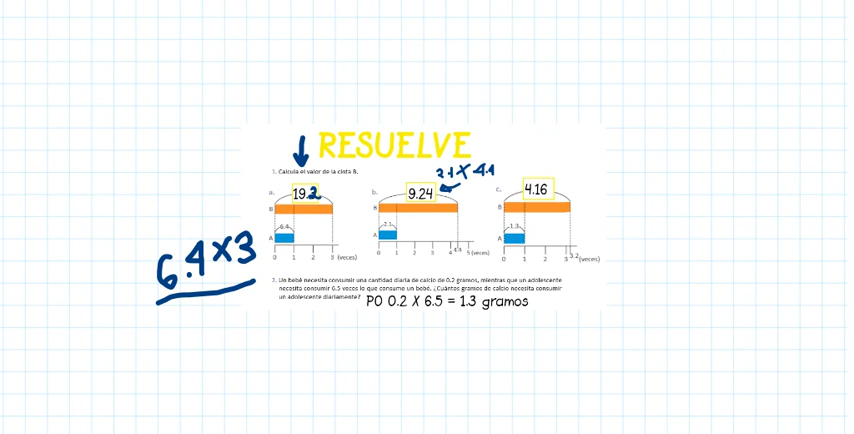 RESUELVE
1. Calcula el valor de la cinta B.
2.1 X 4.4
a. 19.2 b. 9.24 c. 4.16
B B B
6.4 2.1 1.3
A A A
0 1 2 3 (veces) 0 1 2 3 4 4.4 5 (veces) 0 1 2 3 3.2 (veces)
6.4X3
2. Un bebé necesita consumir una cantidad diaria de calcio de 0.2 gramos, mientras que un adolescente
necesita consumir 6.5 veces lo que consume un bebé. ¿Cuántos gramos de calcio necesita consumir
un adolescente diariamente? PO 0.2 X 6.5 = 1.3 gramos